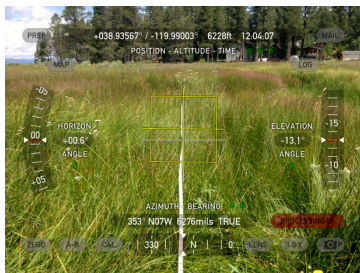 PREF +038.93567° / -119.99003° 6228ft 12:04:07 MAIL
POSITION - ALTITUDE - TIME
MAP LOG
-05 00 +05
HORIZON
+00.6°
ANGLE
ELEVATION
-13.1°
ANGLE
-15 -10
AZIMUTH BEARING
353° N07W 6276mils TRUE
ZERO A-B CAL 330 N 0 LENS 1.0X P